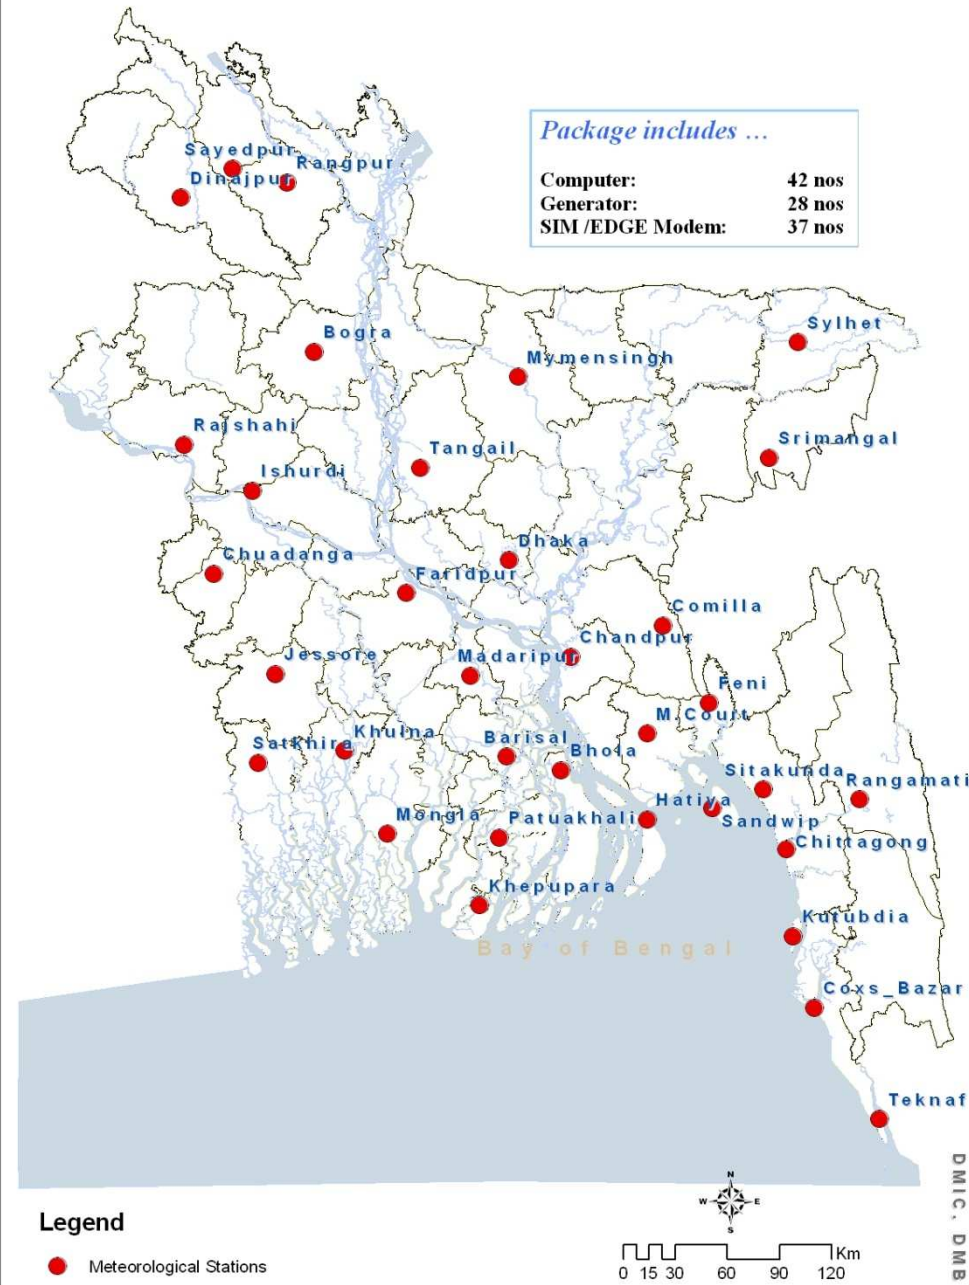 Package includes ...
Computer: 42 nos
Generator: 28 nos
SIM /EDGE Modem: 37 nos
Sayedpur
Rangpur
Dinajpur
Sylhet
Bogra
Mymensingh
Rajshahi
Srimangal
Tangail
Ishurdi
Dhaka
Chuadanga
Faridpur
Comilla
Chandpur
Jessore
Madaripur
Feni
M.Court
Khulna
Satkhira
Barisal
Bhola
Sitakunda
Rangamati
Hatiya
Mongla
Patuakhali
Sandwip
Chittagong
Khepupara
Kutubdia
Bay of Bengal
Coxs_Bazar
Teknaf
DMIC, DMB
N
W E
S
Legend
Meteorological Stations
Km
0 15 30 60 90 120